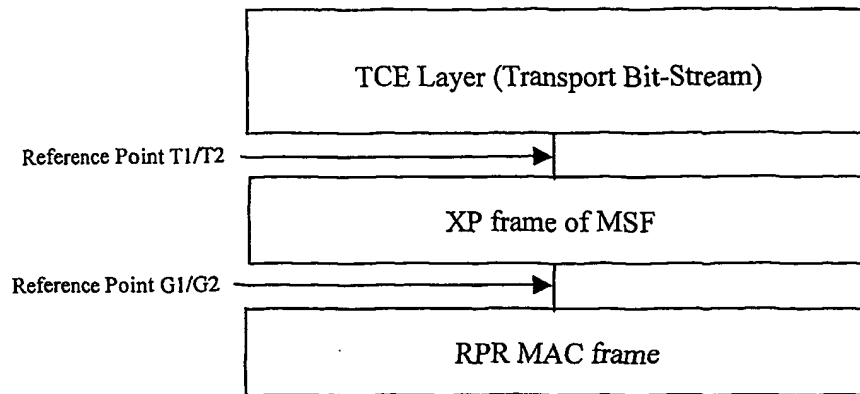 TCE Layer (Transport Bit-Stream)
Reference Point T1/T2
XP frame of MSF
Reference Point G1/G2
RPR MAC frame